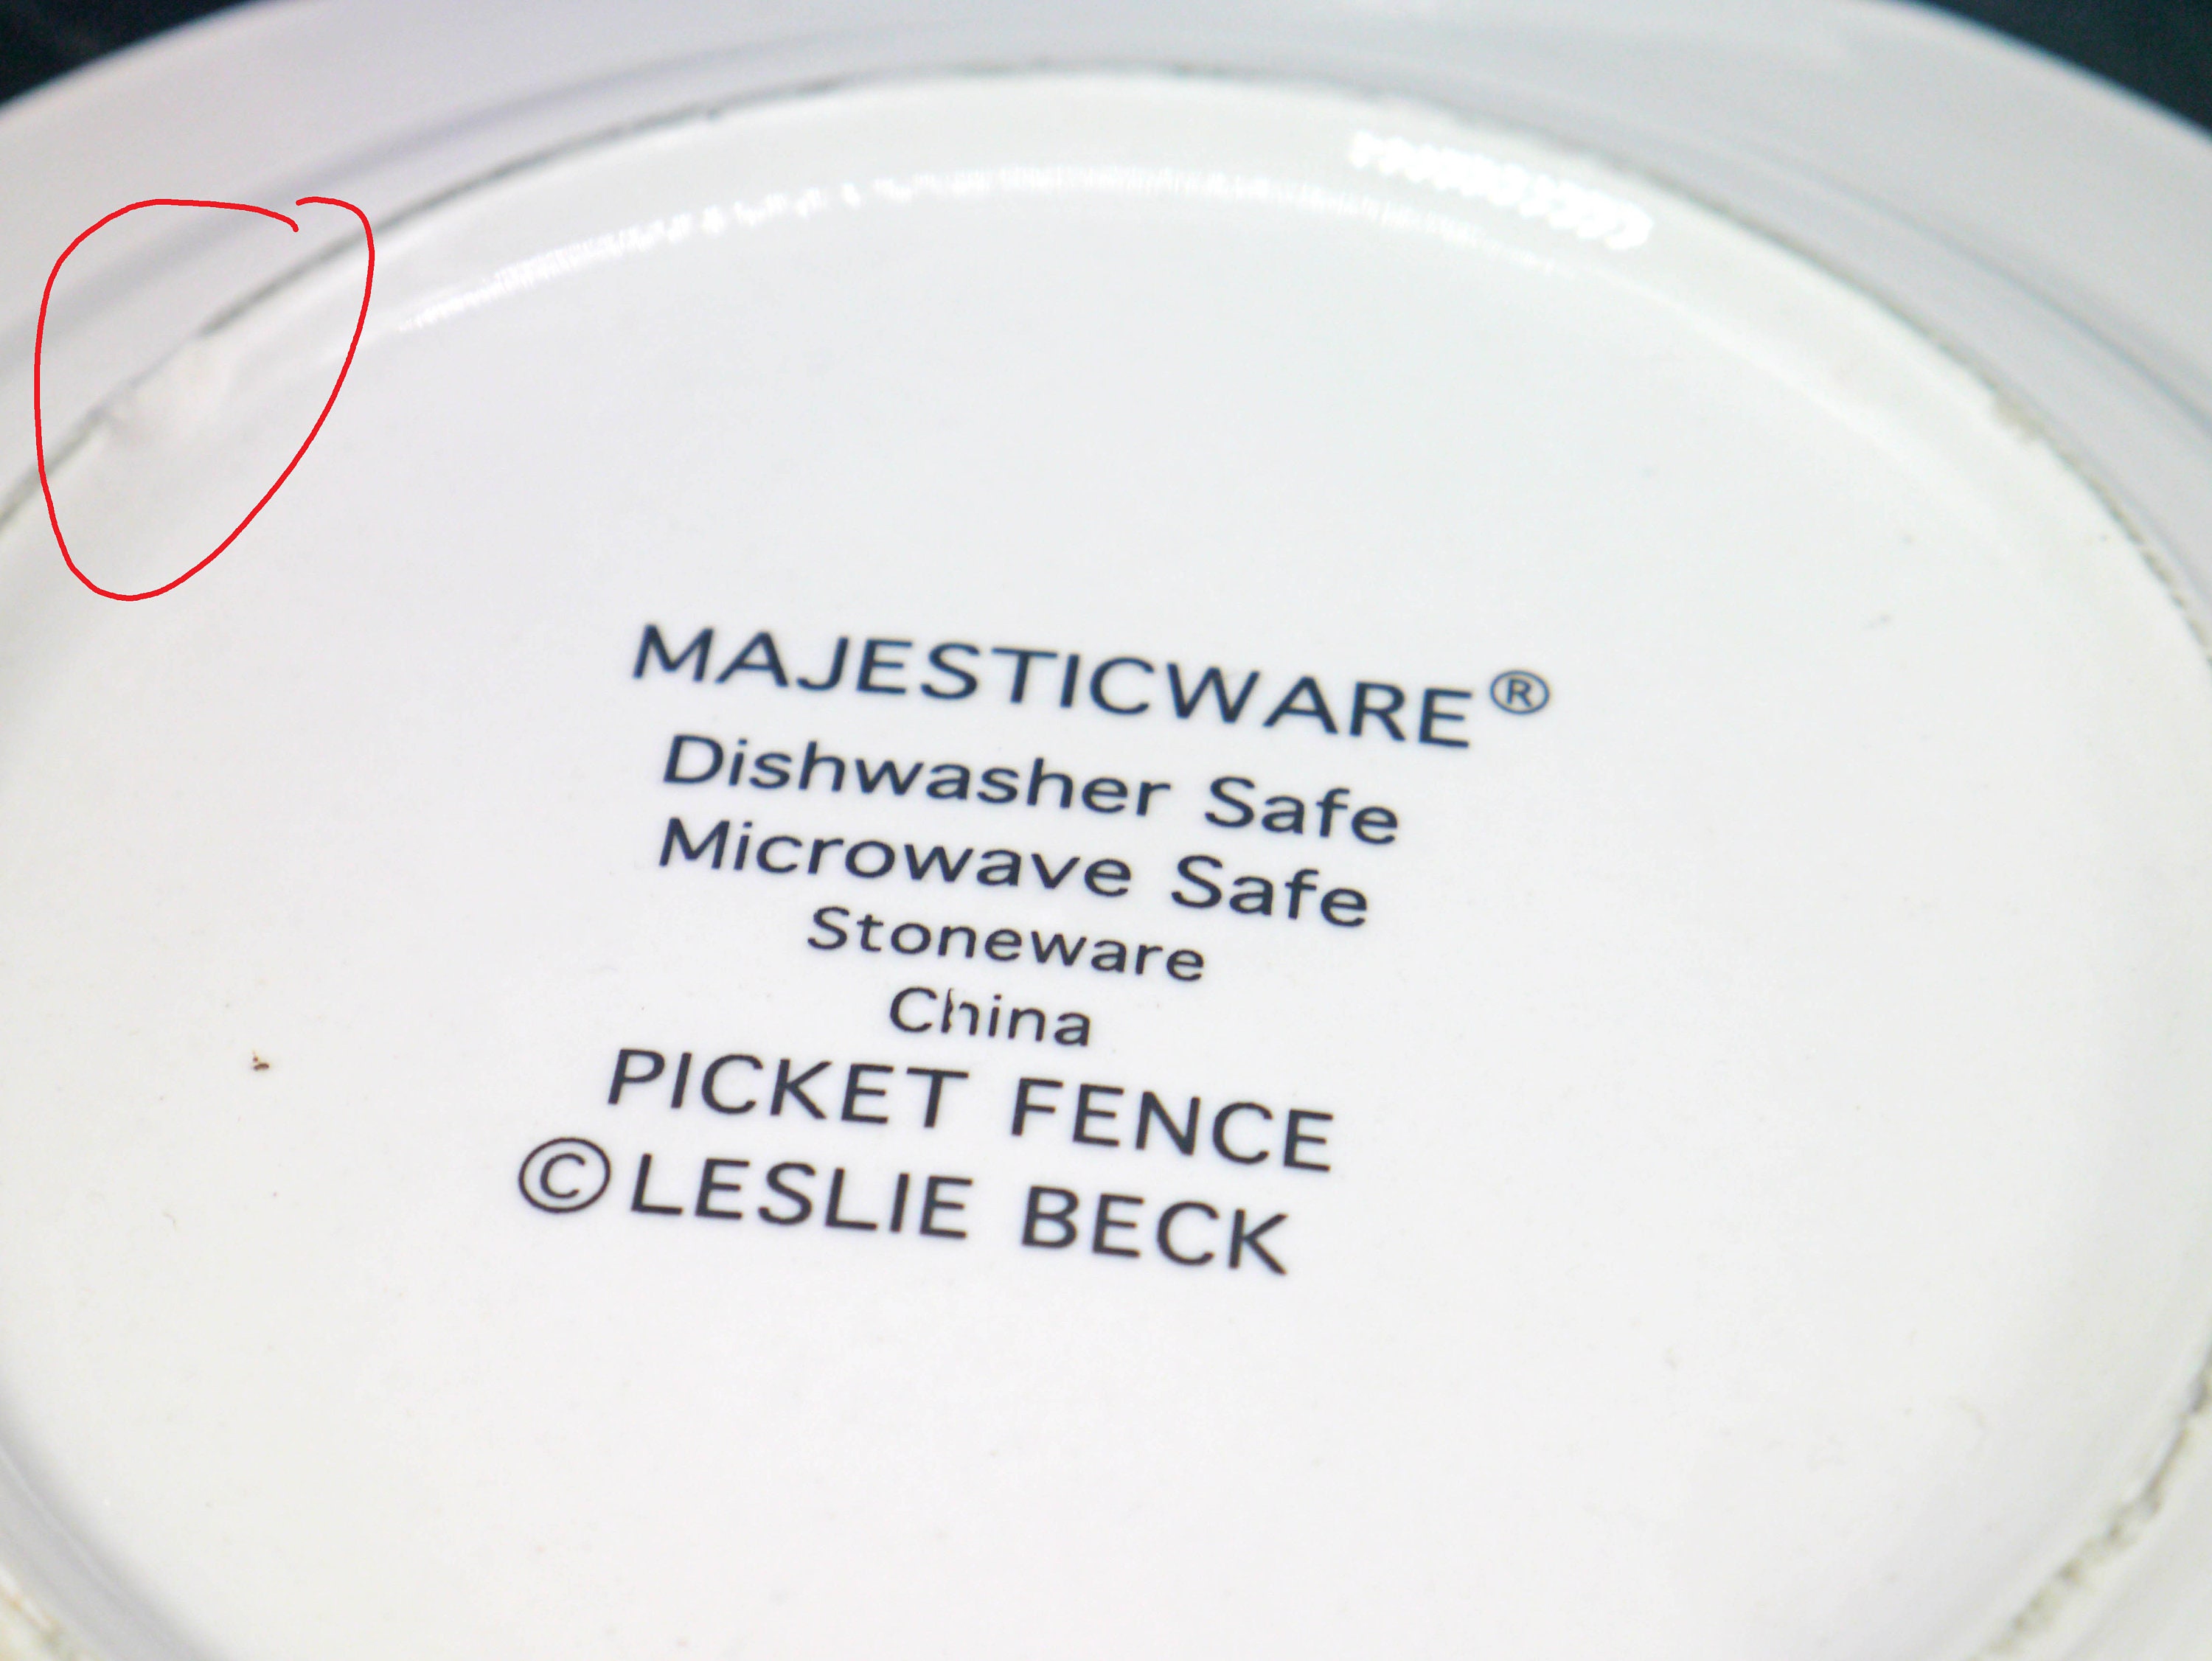 MAJESTICWARE®
Dishwasher Safe
Microwave Safe
Stoneware
China
PICKET FENCE
©LESLIE BECK